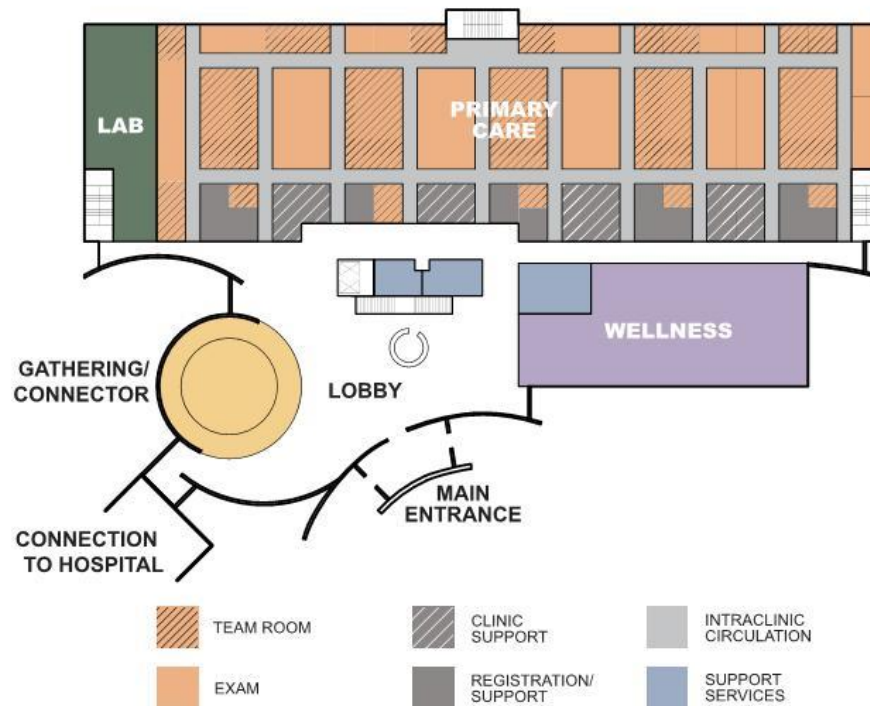 LAB
PRIMARY
CARE
WELLNESS
GATHERING/
CONNECTOR
LOBBY
MAIN
ENTRANCE
CONNECTION
TO HOSPITAL
TEAM ROOM
CLINIC
SUPPORT
INTRACLINIC
CIRCULATION
EXAM
REGISTRATION/
SUPPORT
SUPPORT
SERVICES